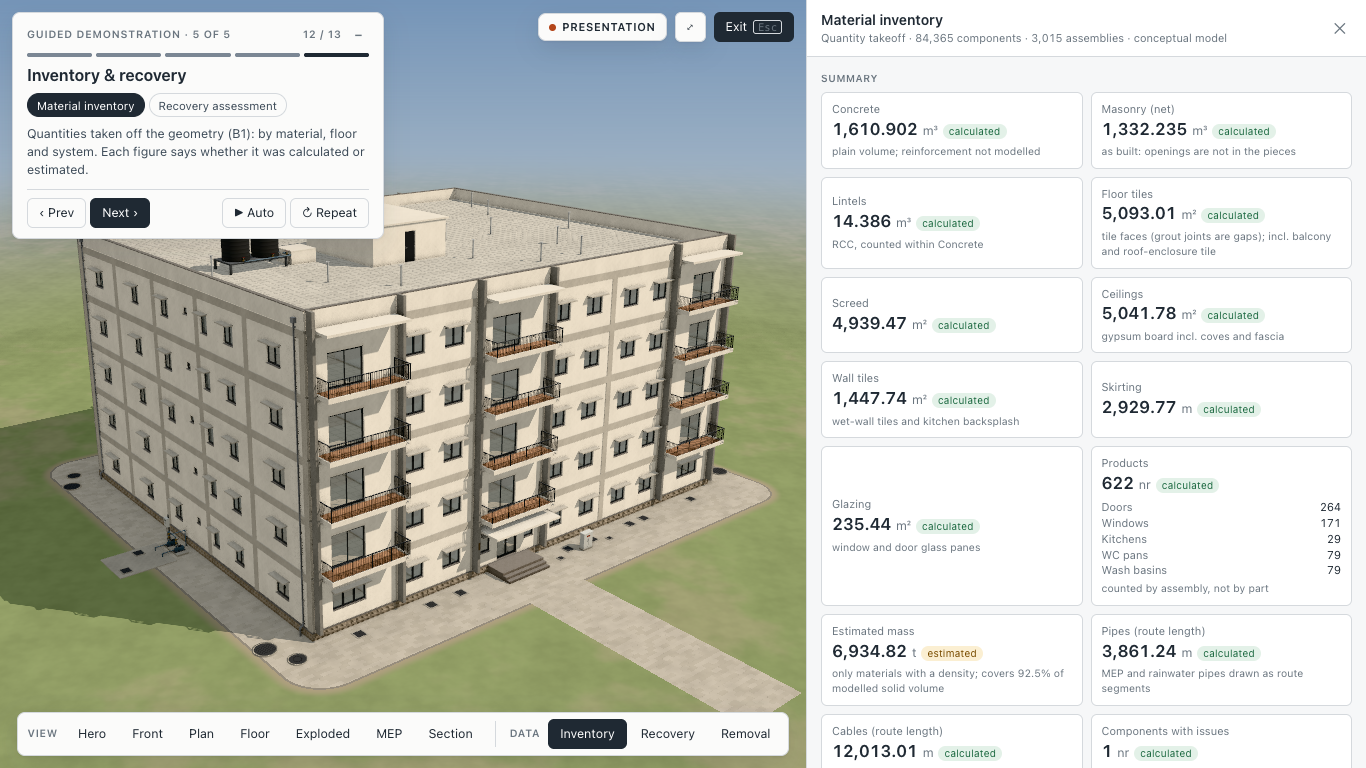 GUIDED DEMONSTRATION · 5 OF 5
12 / 13 –
Inventory & recovery
Material inventory
Recovery assessment
Quantities taken off the geometry (B1): by material, floor
and system. Each figure says whether it was calculated or
estimated.
‹ Prev
Next ›
▶ Auto
↻ Repeat
PRESENTATION
Exit Esc
VIEW
Hero
Front
Plan
Floor
Exploded
MEP
Section
DATA
Inventory
Recovery
Removal
Material inventory
Quantity takeoff · 84,365 components · 3,015 assemblies · conceptual model
SUMMARY
Concrete
1,610.902 m³ calculated
plain volume; reinforcement not modelled
Masonry (net)
1,332.235 m³ calculated
as built: openings are not in the pieces
Lintels
14.386 m³ calculated
RCC, counted within Concrete
Floor tiles
5,093.01 m² calculated
tile faces (grout joints are gaps); incl. balcony
and roof-enclosure tile
Screed
4,939.47 m² calculated
Ceilings
5,041.78 m² calculated
gypsum board incl. coves and fascia
Wall tiles
1,447.74 m² calculated
wet-wall tiles and kitchen backsplash
Skirting
2,929.77 m calculated
Glazing
235.44 m² calculated
window and door glass panes
Products
622 nr calculated
Doors 264
Windows 171
Kitchens 29
WC pans 79
Wash basins 79
counted by assembly, not by part
Estimated mass
6,934.82 t estimated
only materials with a density; covers 92.5% of
modelled solid volume
Pipes (route length)
3,861.24 m calculated
MEP and rainwater pipes drawn as route
segments
Cables (route length)
12,013.01 m calculated
Components with issues
1 nr calculated